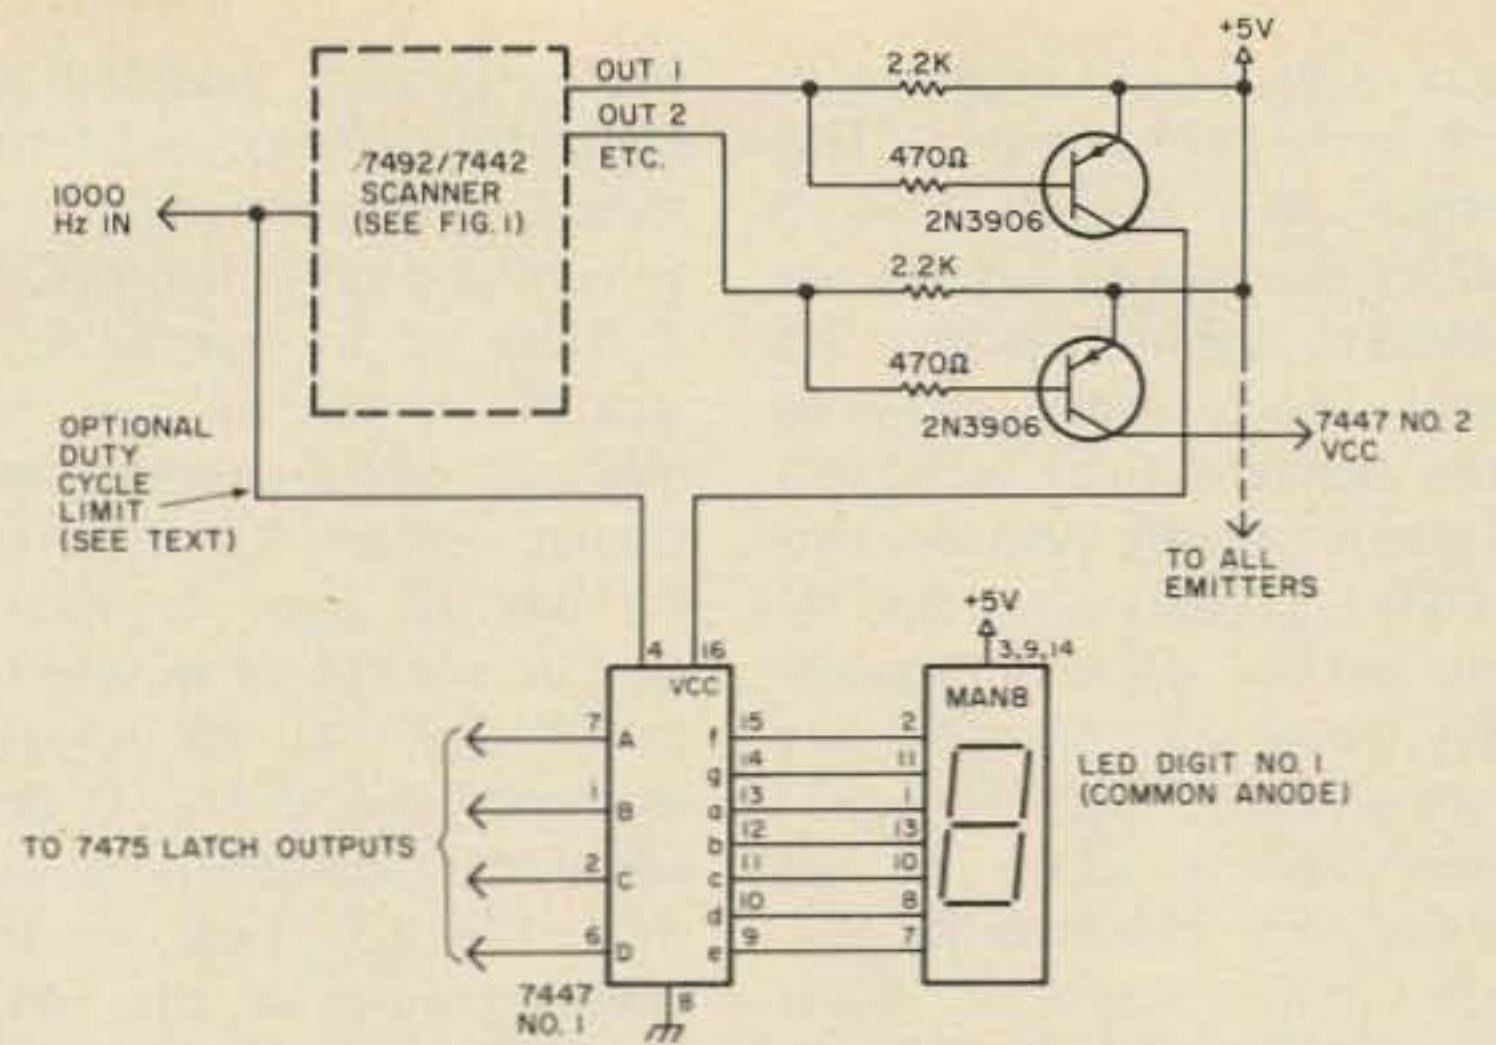 +5V
OUT 1
2.2K
OUT 2
ETC.
7492/7442
SCANNER
(SEE FIG. 1)
470Ω
1000
Hz IN
2N3906
2.2K
470Ω
2N3906
7447 NO. 2
VCC
OPTIONAL
DUTY
CYCLE
LIMIT
(SEE TEXT)
TO ALL
EMITTERS
+5V
4
16
3,9,14
VCC
MAN8
7
A
f
15
2
g
14
11
1
B
a
13
1
LED DIGIT NO. 1
(COMMON ANODE)
b
12
13
TO 7475 LATCH OUTPUTS
2
C
c
11
10
d
10
8
6
D
e
9
7
7447
NO. 1
8